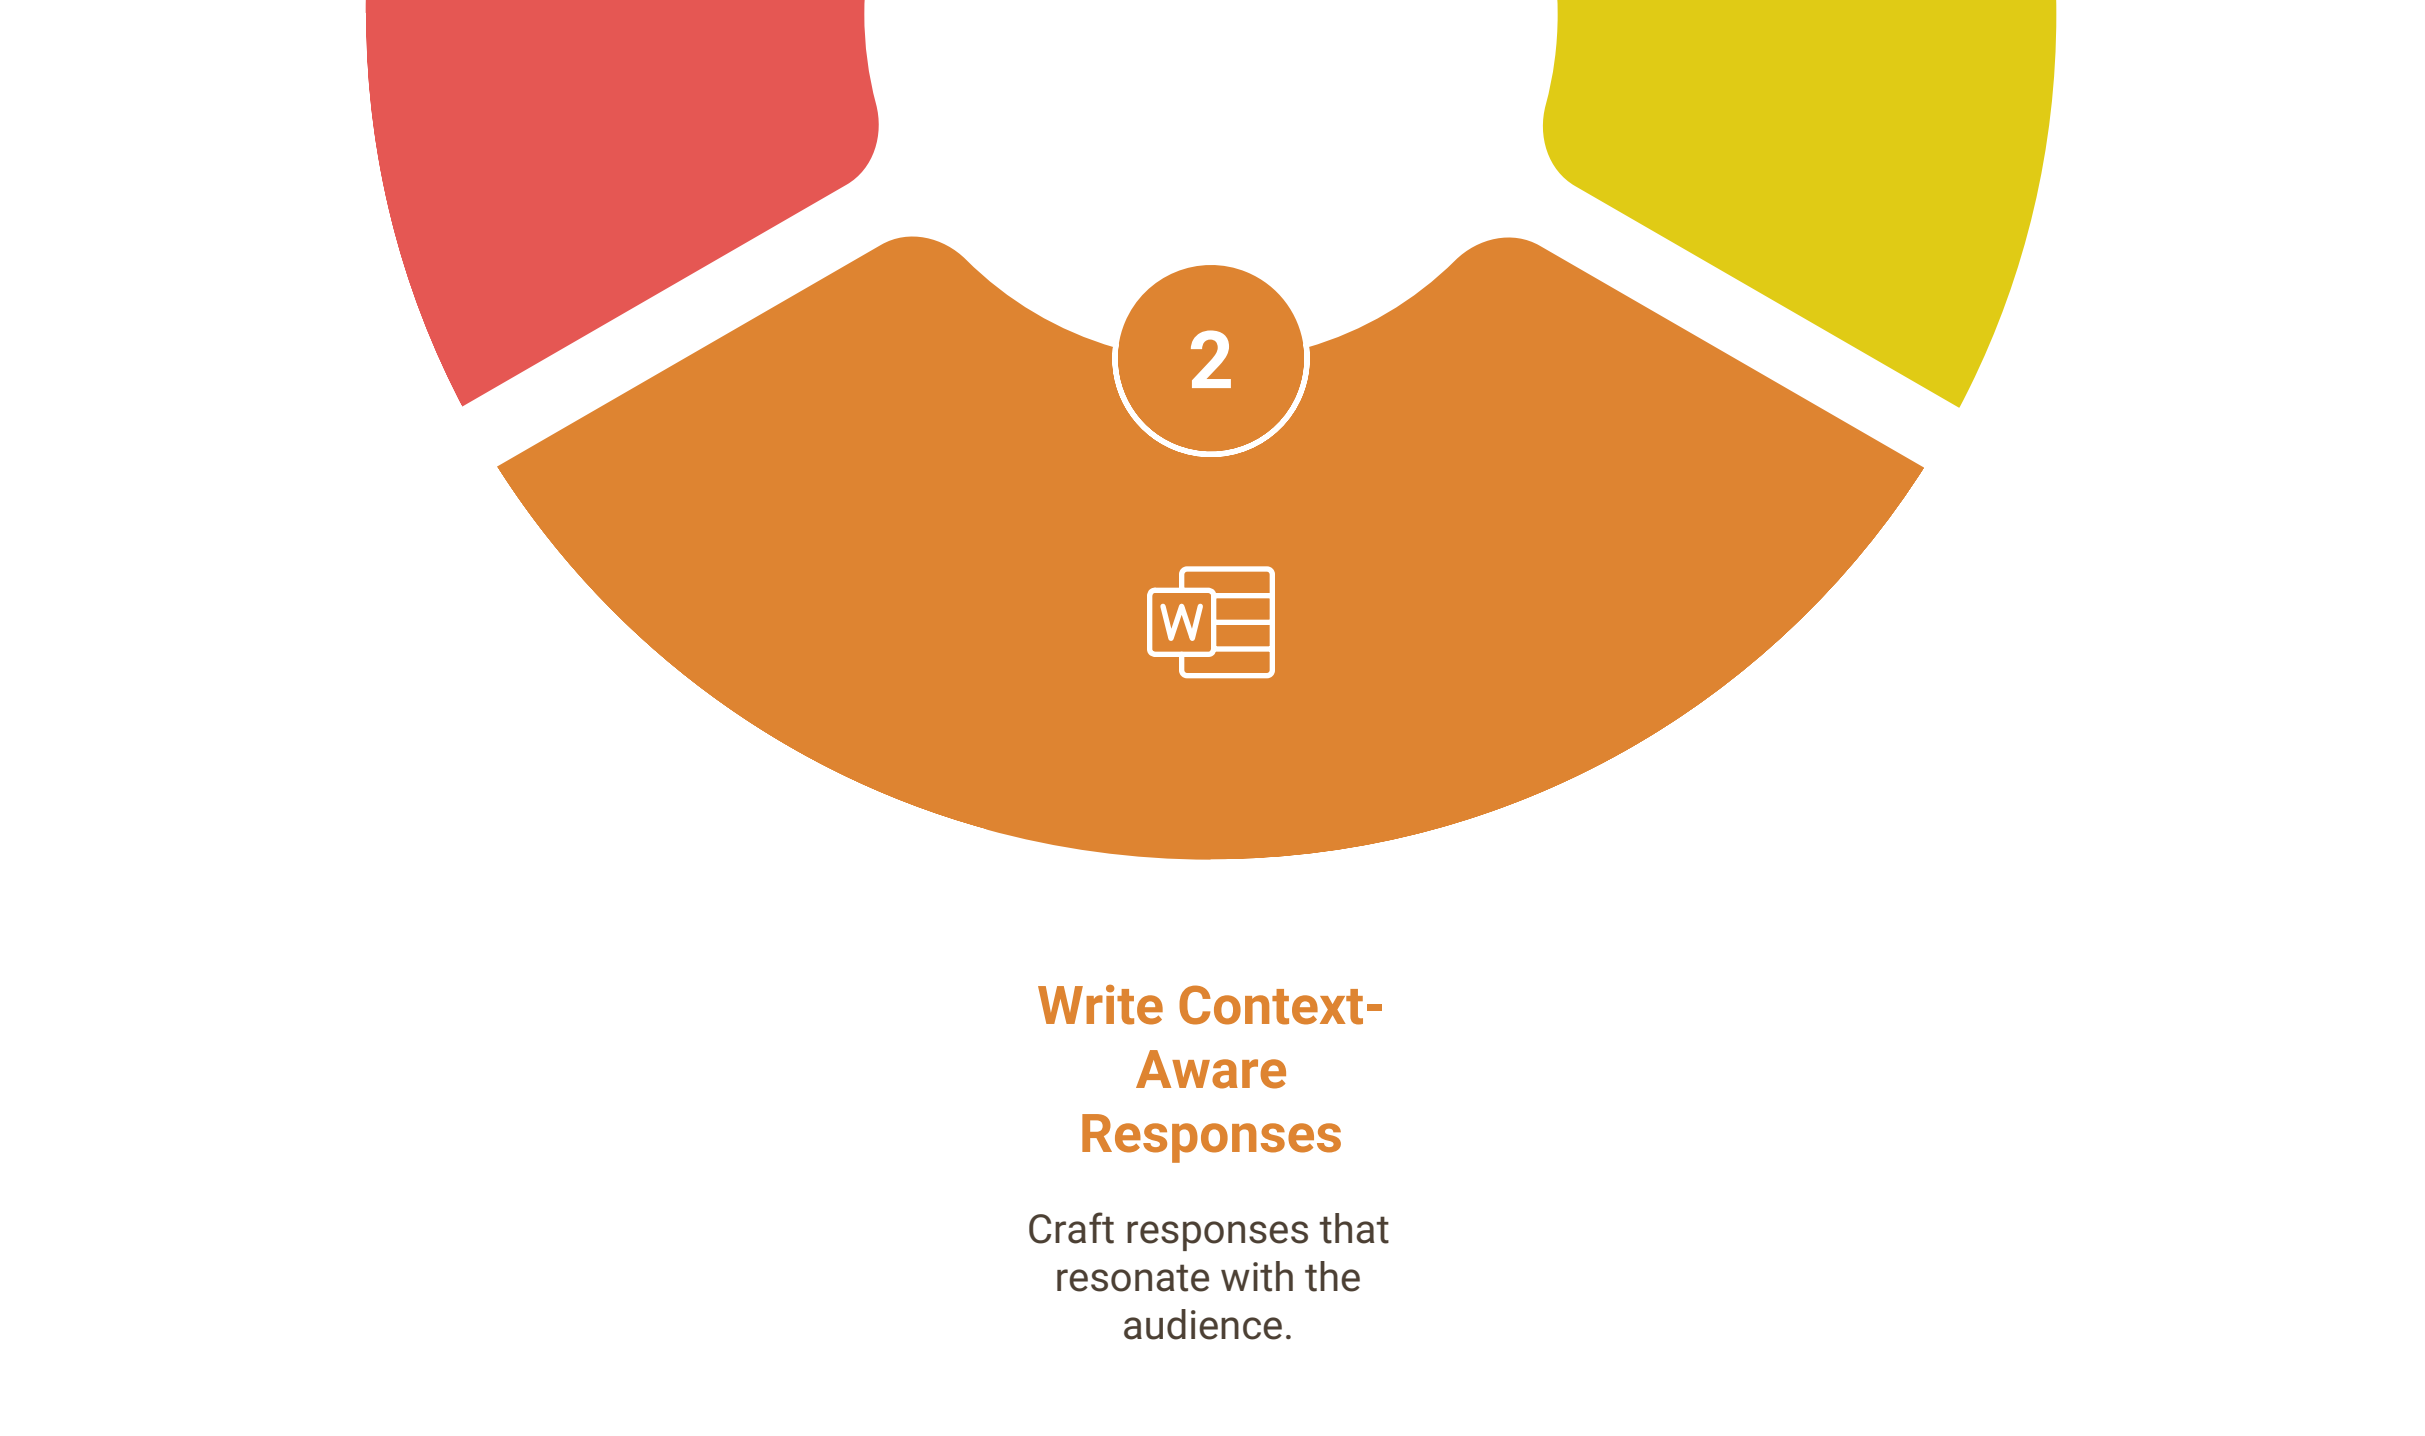 2
W
Write Context-
Aware
Responses
Craft responses that
resonate with the
audience.